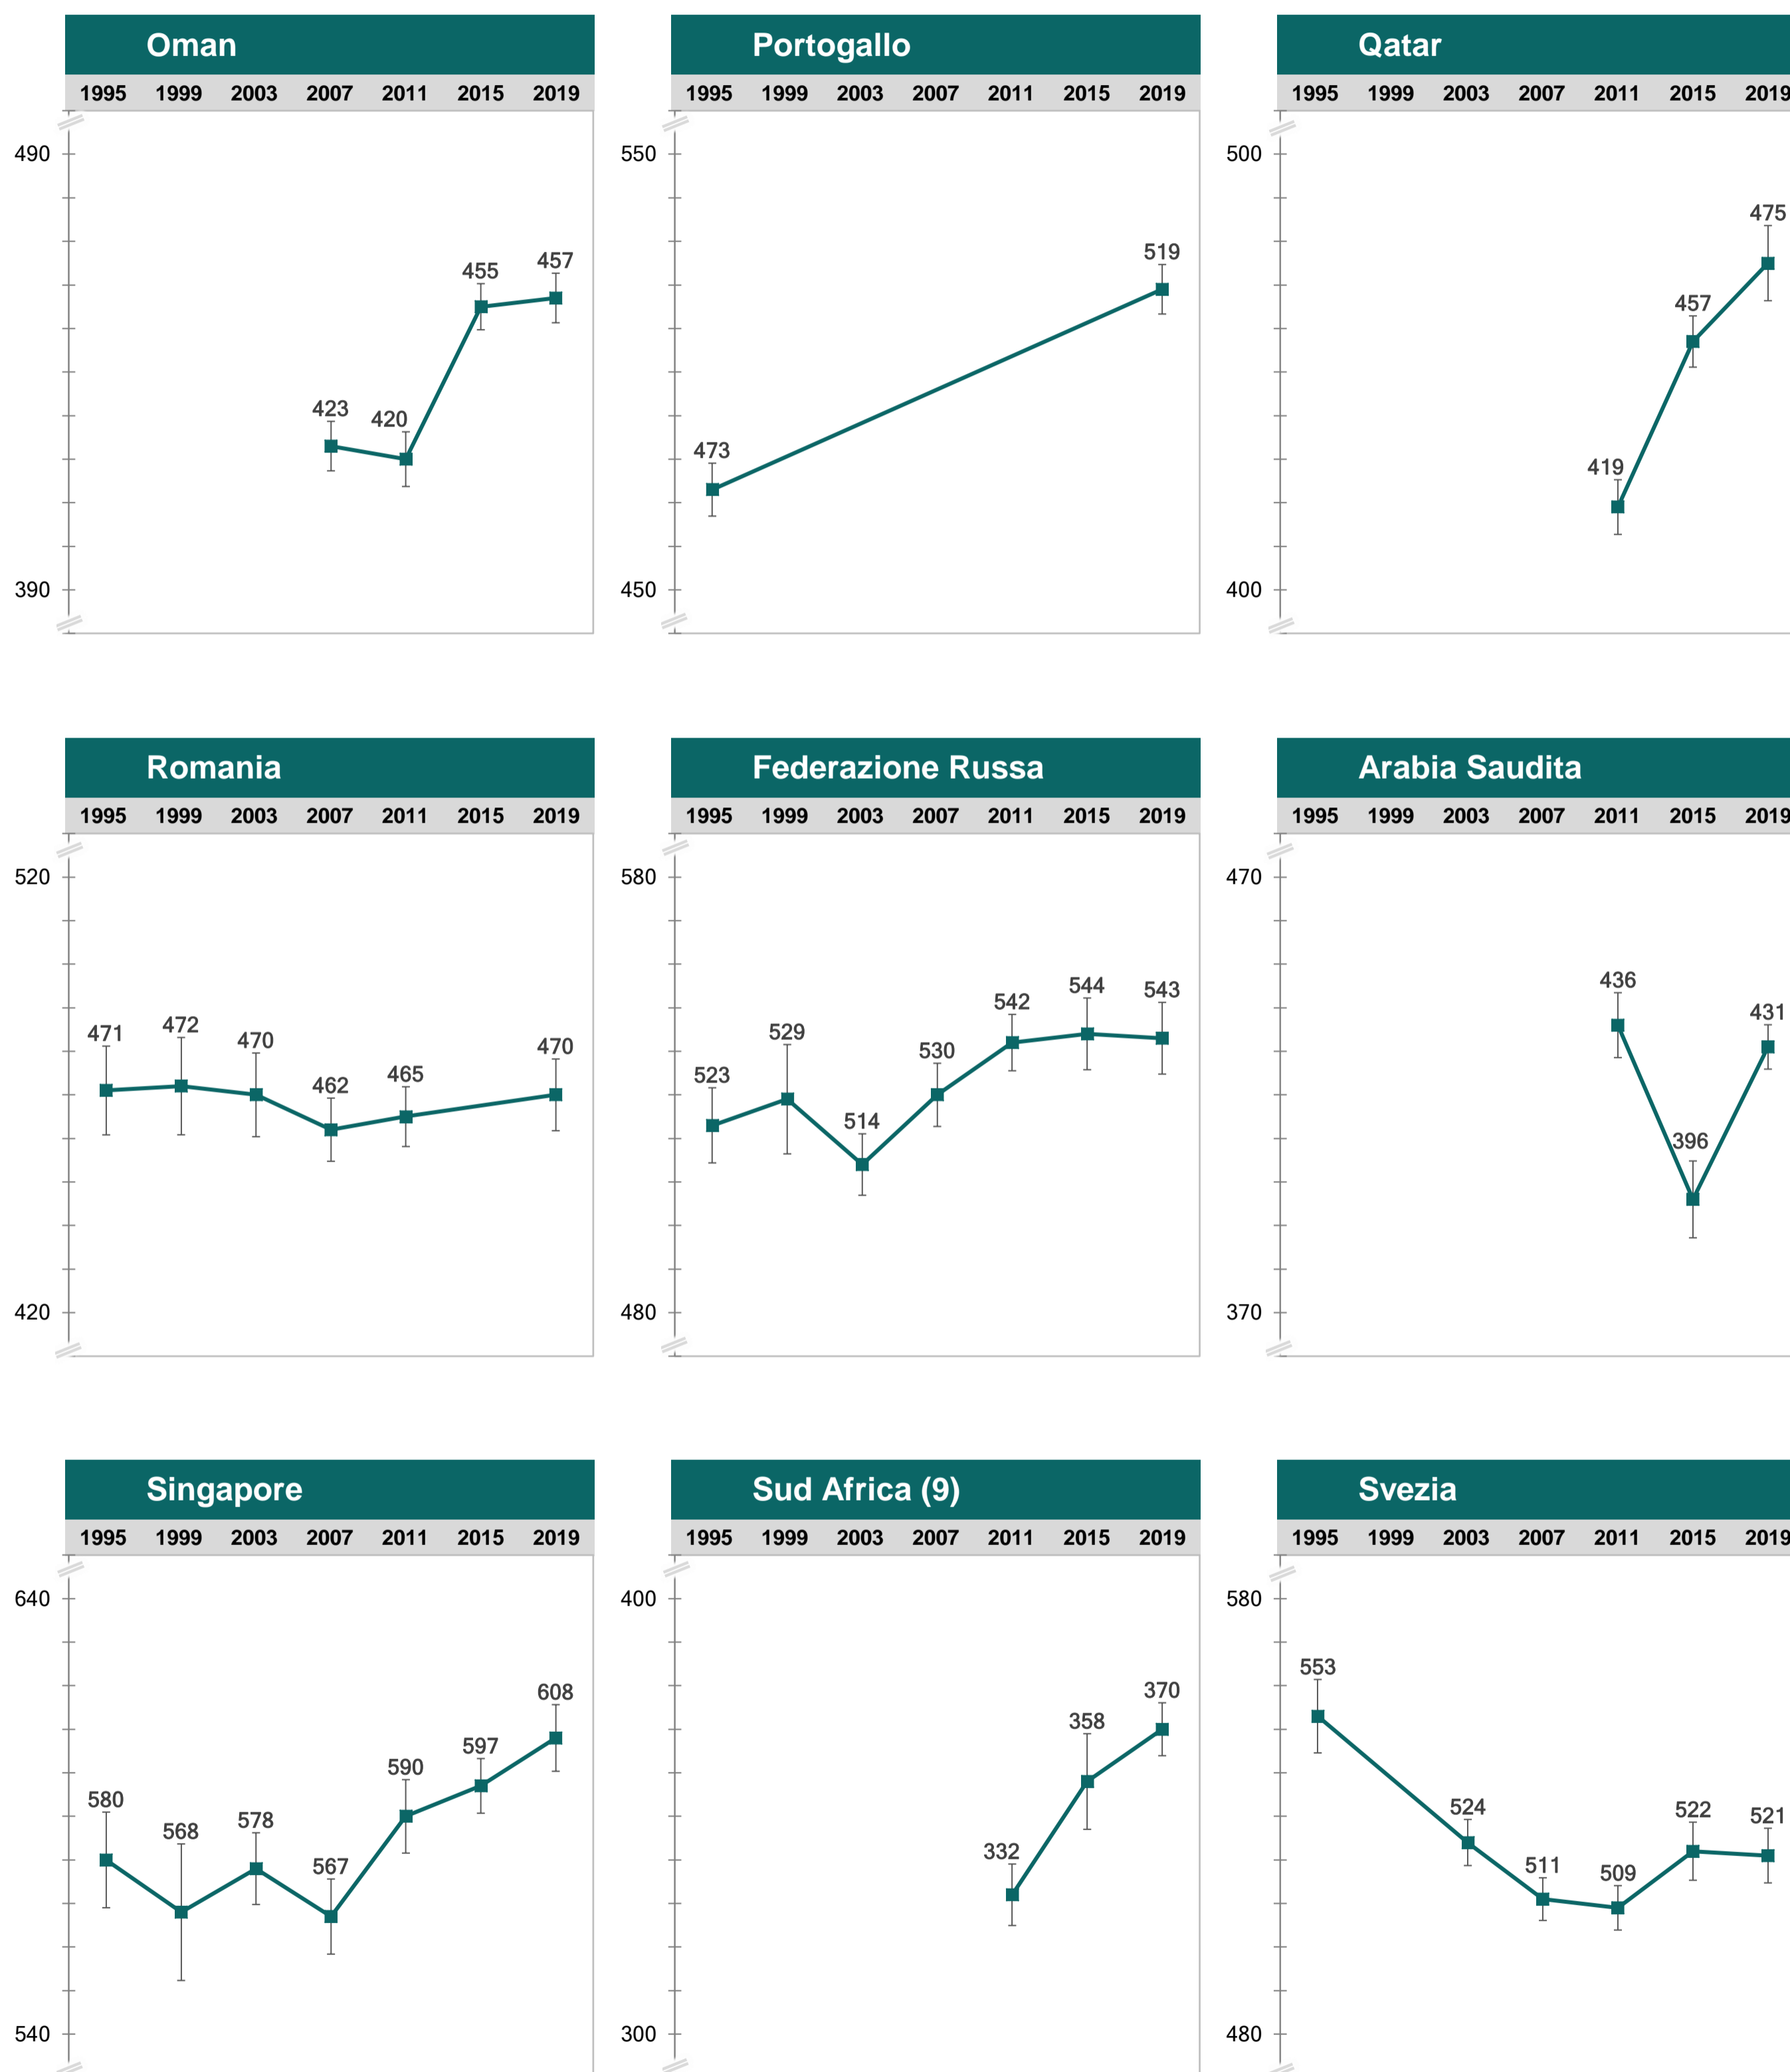 Oman
1995 1999 2003 2007 2011 2015 2019
490
455 457
423 420
390
Portogallo
1995 1999 2003 2007 2011 2015 2019
550
519
473
450
Qatar
1995 1999 2003 2007 2011 2015 2019
500
475
457
419
400
Romania
1995 1999 2003 2007 2011 2015 2019
520
471 472 470 462 465 470
420
Federazione Russa
1995 1999 2003 2007 2011 2015 2019
580
523 529 514 530 542 544 543
480
Arabia Saudita
1995 1999 2003 2007 2011 2015 2019
470
436 396 431
370
Singapore
1995 1999 2003 2007 2011 2015 2019
640
580 568 578 567 590 597 608
540
Sud Africa (9)
1995 1999 2003 2007 2011 2015 2019
400
332 358 370
300
Svezia
1995 1999 2003 2007 2011 2015 2019
580
553 524 511 509 522 521
480